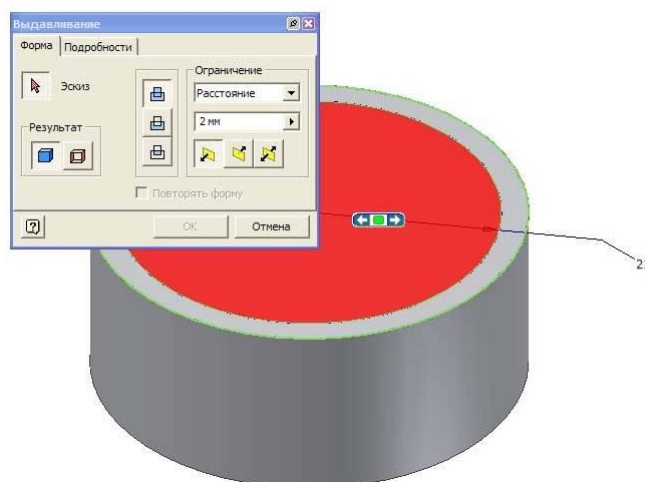 Выдавливание
Форма Подробности
Эскиз
Ограничение
Расстояние
2 мм
Результат
Повторять форму
? ОК Отмена